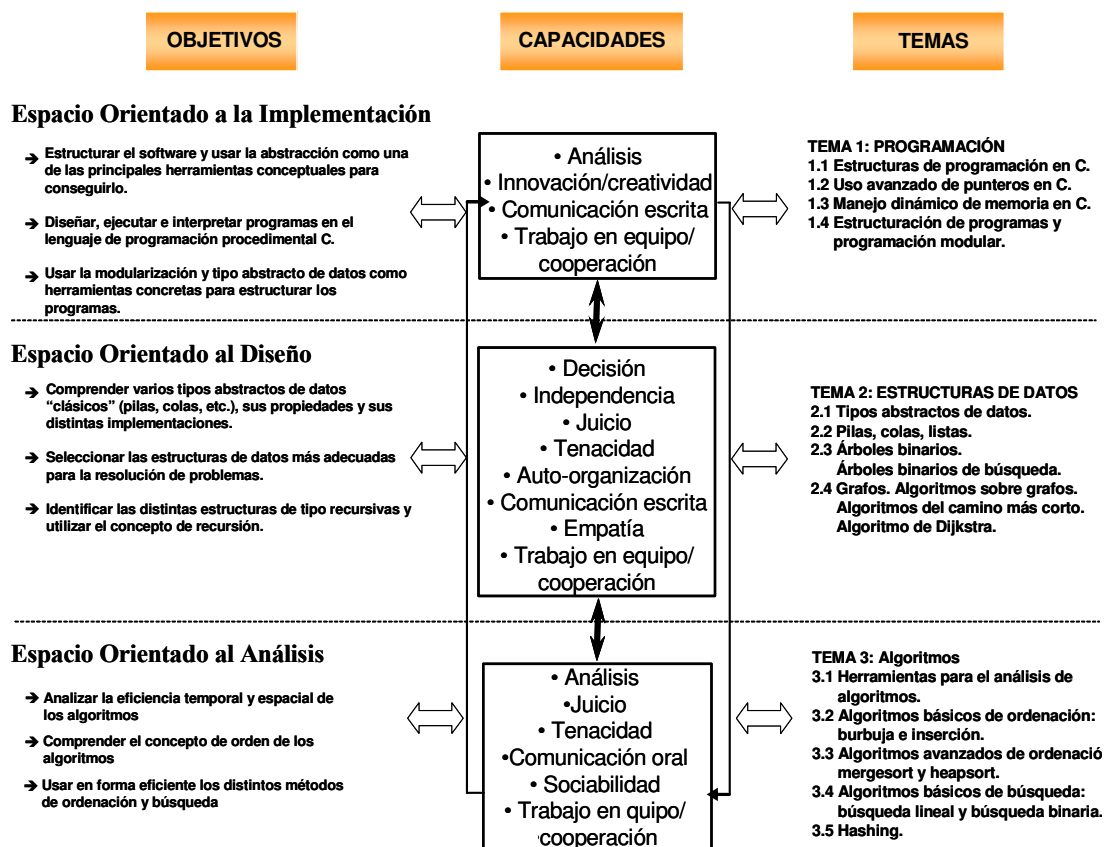 OBJETIVOS
CAPACIDADES
TEMAS
Espacio Orientado a la Implementación
➔ Estructurar el software y usar la abstracción como una
de las principales herramientas conceptuales para
conseguirlo.
➔ Diseñar, ejecutar e interpretar programas en el
lenguaje de programación procedimental C.
➔ Usar la modularización y tipo abstracto de datos como
herramientas concretas para estructurar los
programas.
• Análisis
• Innovación/creatividad
• Comunicación escrita
• Trabajo en equipo/
cooperación
TEMA 1: PROGRAMACIÓN
1.1 Estructuras de programación en C.
1.2 Uso avanzado de punteros en C.
1.3 Manejo dinámico de memoria en C.
1.4 Estructuración de programas y
programación modular.
Espacio Orientado al Diseño
➔ Comprender varios tipos abstractos de datos
“clásicos” (pilas, colas, etc.), sus propiedades y sus
distintas implementaciones.
➔ Seleccionar las estructuras de datos más adecuadas
para la resolución de problemas.
➔ Identificar las distintas estructuras de tipo recursivas y
utilizar el concepto de recursión.
• Decisión
• Independencia
• Juicio
• Tenacidad
• Auto-organización
• Comunicación escrita
• Empatía
• Trabajo en equipo/
cooperación
TEMA 2: ESTRUCTURAS DE DATOS
2.1 Tipos abstractos de datos.
2.2 Pilas, colas, listas.
2.3 Árboles binarios.
Árboles binarios de búsqueda.
2.4 Grafos. Algoritmos sobre grafos.
Algoritmos del camino más corto.
Algoritmo de Dijkstra.
Espacio Orientado al Análisis
➔ Analizar la eficiencia temporal y espacial de
los algoritmos
➔ Comprender el concepto de orden de los
algoritmos
➔ Usar en forma eficiente los distintos métodos
de ordenación y búsqueda
• Análisis
•Juicio
• Tenacidad
•Comunicación oral
• Sociabilidad
• Trabajo en quipo/
cooperación
TEMA 3: Algoritmos
3.1 Herramientas para el análisis de
algoritmos.
3.2 Algoritmos básicos de ordenación:
burbuja e inserción.
3.3 Algoritmos avanzados de ordenació
mergesort y heapsort.
3.4 Algoritmos básicos de búsqueda:
búsqueda lineal y búsqueda binaria.
3.5 Hashing.